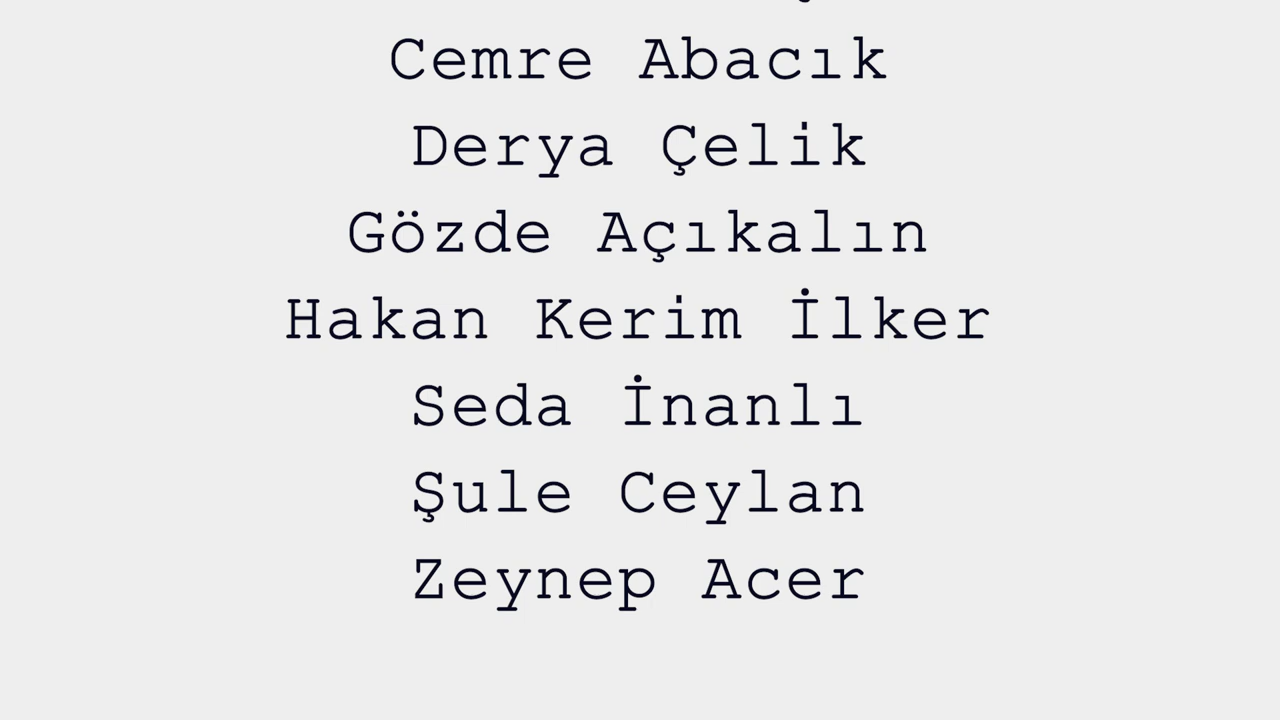 Cemre Abacık
Derya Çelik
Gözde Açıkalın
Hakan Kerim İlker
Seda İnanlı
Şule Ceylan
Zeynep Acer